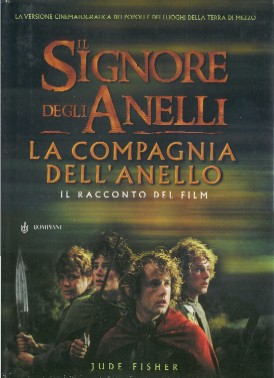 LA VERSIONE CINEMATOGRAFICA DEI POPOLI E DEI LUOGHI DELLA TERRA DI MEZZO
IL
SIGNORE
DEGLI ANELLI
LA COMPAGNIA
DELL'ANELLO
IL RACCONTO DEL FILM
BOMPIANI
JUDE FISHER